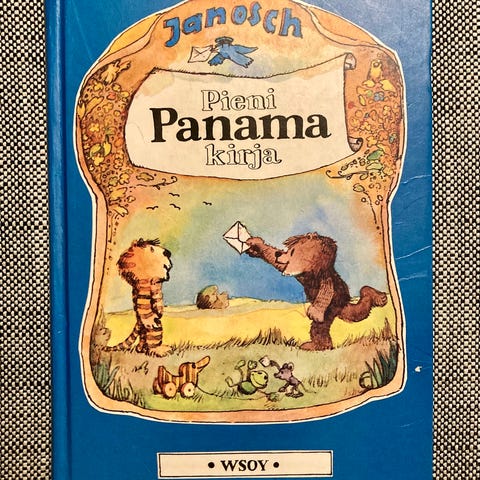 Janosch
Pieni
Panama
kirja
• WSOY •